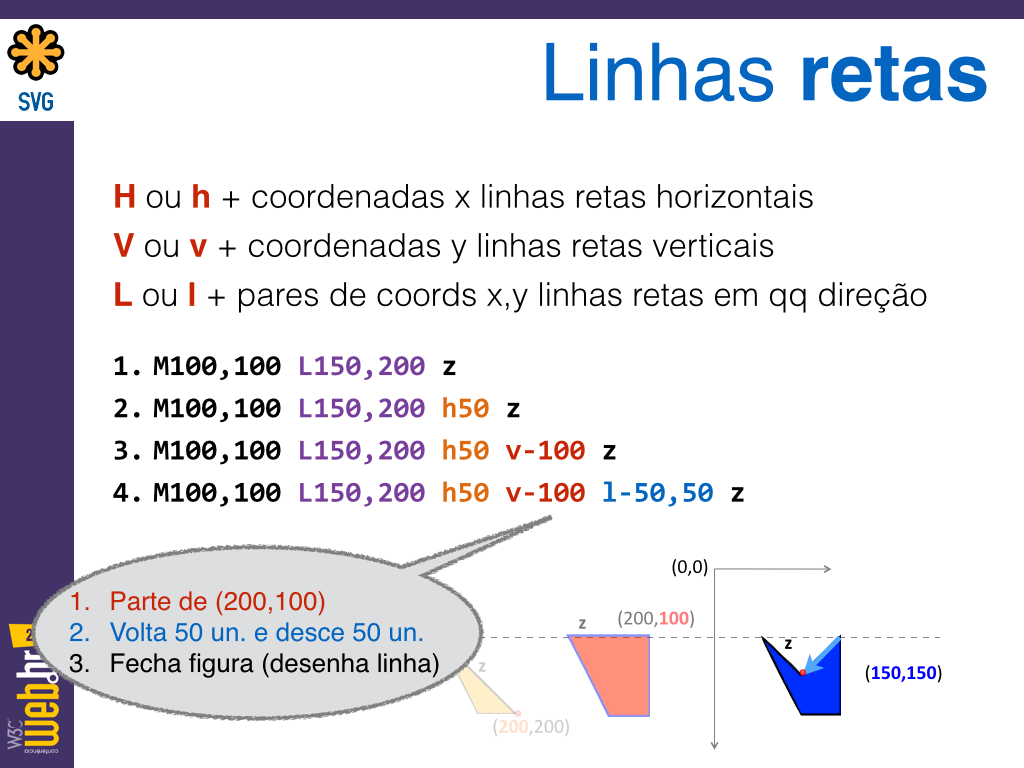 SVG
Linhas retas
H ou h + coordenadas x linhas retas horizontais
V ou v + coordenadas y linhas retas verticais
L ou l + pares de coords x,y linhas retas em qq direção
1. M100,100 L150,200 z
2. M100,100 L150,200 h50 z
3. M100,100 L150,200 h50 v-100 z
4. M100,100 L150,200 h50 v-100 l-50,50 z
1. Parte de (200,100)
2. Volta 50 un. e desce 50 un.
3. Fecha figura (desenha linha)
z
(200,200)
z
(200,100)
(0,0)
z
(150,150)
2
W3C
conferência
web.br